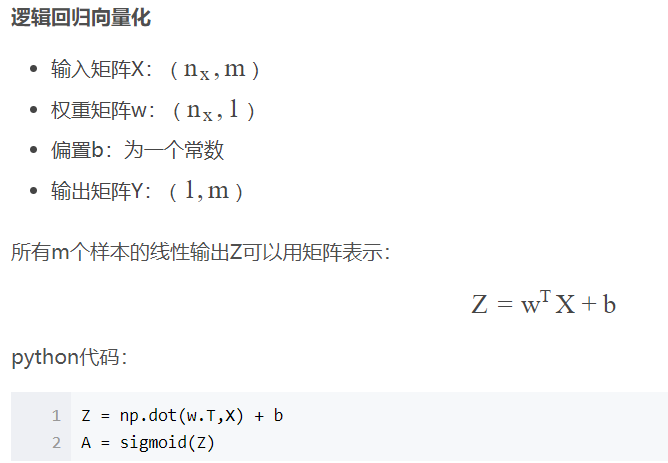 逻辑回归向量化
• 输入矩阵X：（nₓ,m）
• 权重矩阵w：（nₓ,1）
• 偏置b：为一个常数
• 输出矩阵Y：（1,m）
所有m个样本的线性输出Z可以用矩阵表示：
Z = wᵀX + b
python代码：
1 Z = np.dot(w.T,X) + b
2 A = sigmoid(Z)